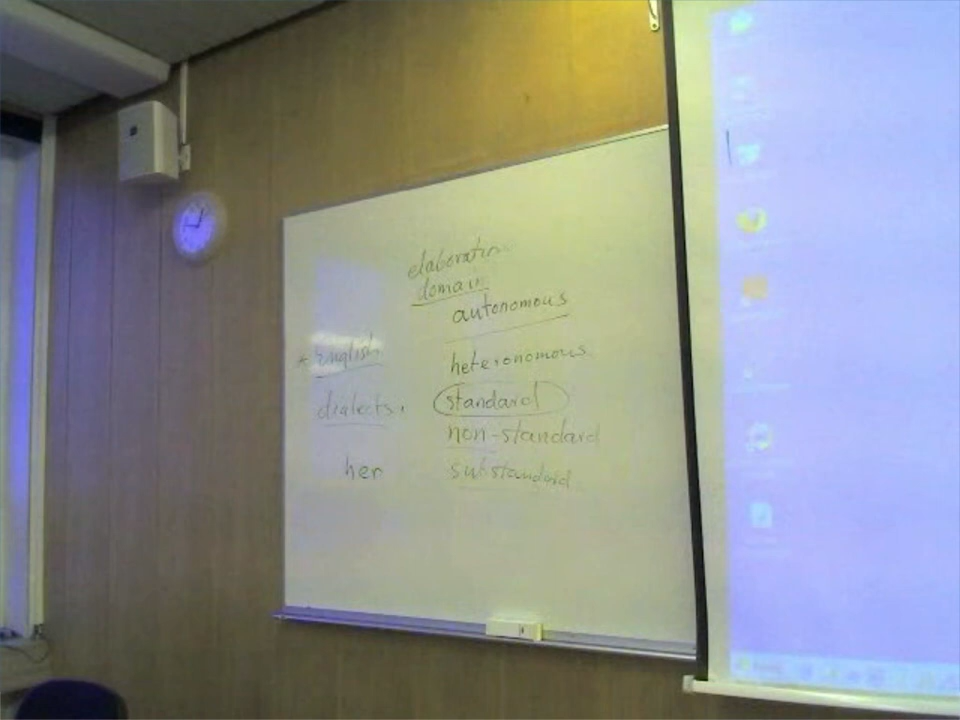 elaboration
domain
autonomous
* English
heteronomous
dialects.
standard
non-standard
her
substandard